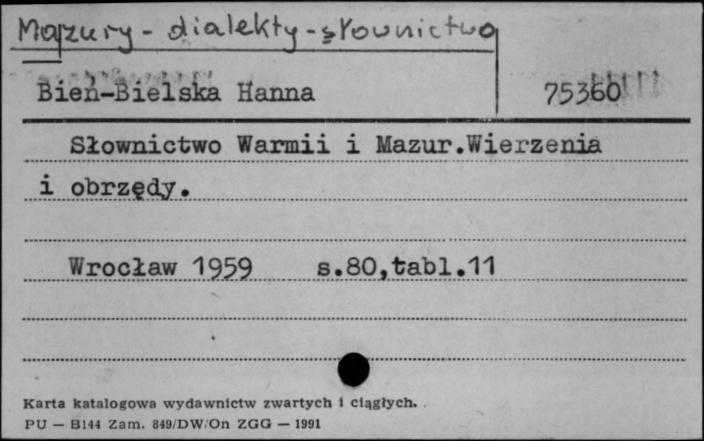 Mazury - dialekty - słownictwo
Bień-Bielska Hanna 75360
Słownictwo Warmii i Mazur.Wierzenia
i obrzędy.
Wrocław 1959 s.80,tabl.11
Karta katalogowa wydawnictw zwartych i ciągłych.
PU — B144 Zam. 849/DW/On ZGG — 1991